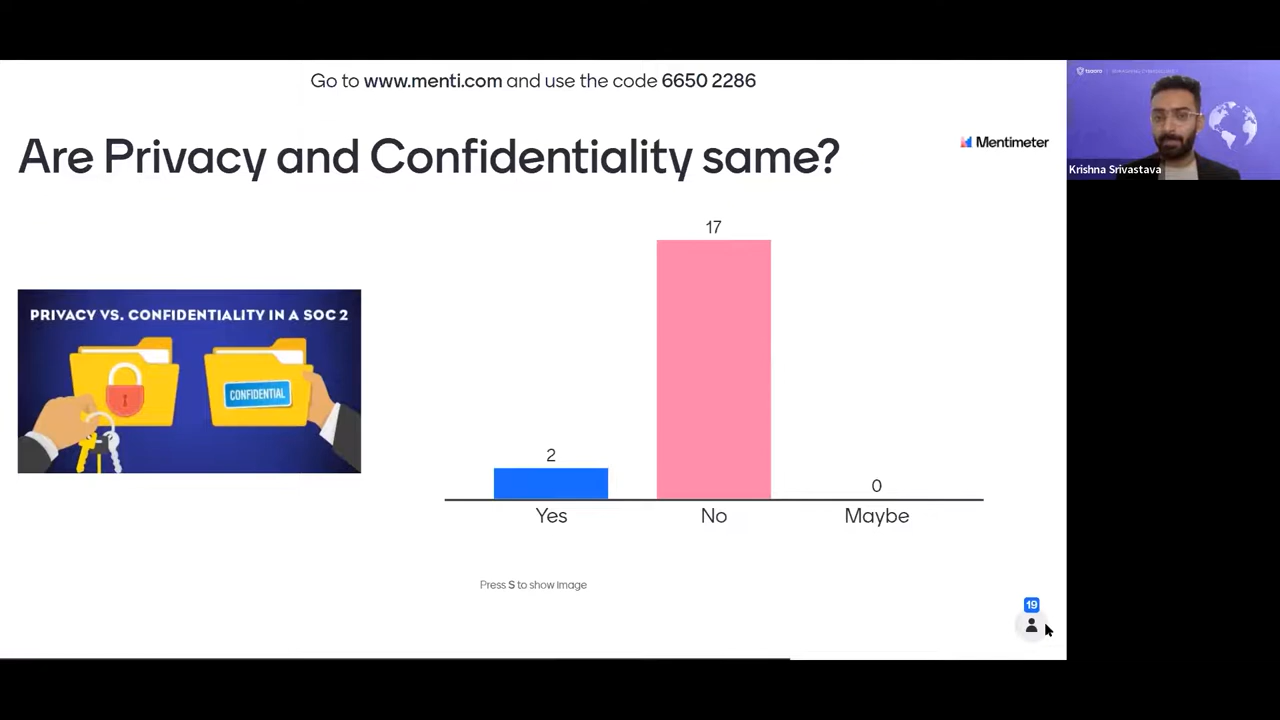 Go to www.menti.com and use the code 6650 2286
Are Privacy and Confidentiality same?
Mentimeter
tsaaro
Krishna Srivastava
PRIVACY VS. CONFIDENTIALITY IN A SOC 2
CONFIDENTIAL
17
2
0
Yes
No
Maybe
Press S to show image
19